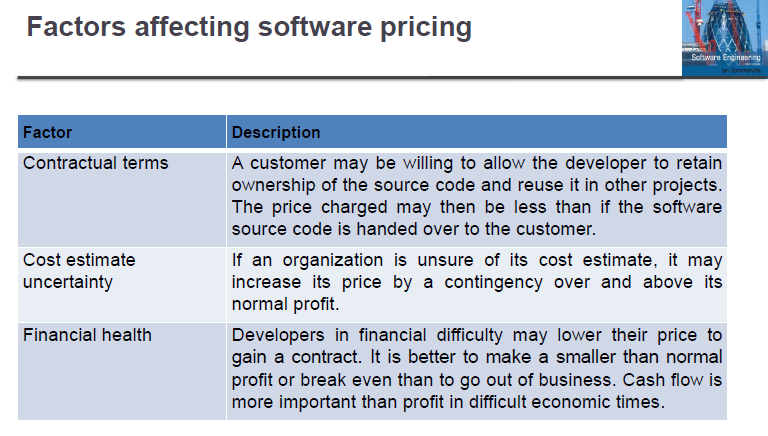 Factors affecting software pricing
Software Engineering
Ian Sommerville
Factor Description
Contractual terms A customer may be willing to allow the developer to retain
ownership of the source code and reuse it in other projects.
The price charged may then be less than if the software
source code is handed over to the customer.
Cost estimate If an organization is unsure of its cost estimate, it may
uncertainty increase its price by a contingency over and above its
normal profit.
Financial health Developers in financial difficulty may lower their price to
gain a contract. It is better to make a smaller than normal
profit or break even than to go out of business. Cash flow is
more important than profit in difficult economic times.